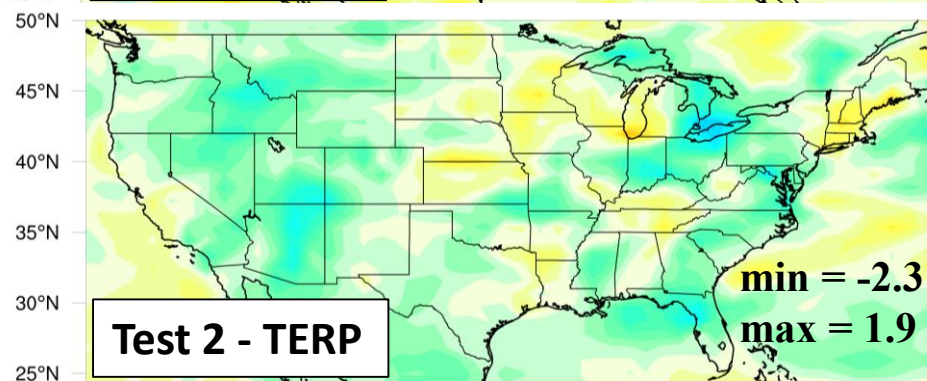 50°N
45°N
40°N
35°N
30°N
25°N
min = -2.3
max = 1.9
Test 2 - TERP